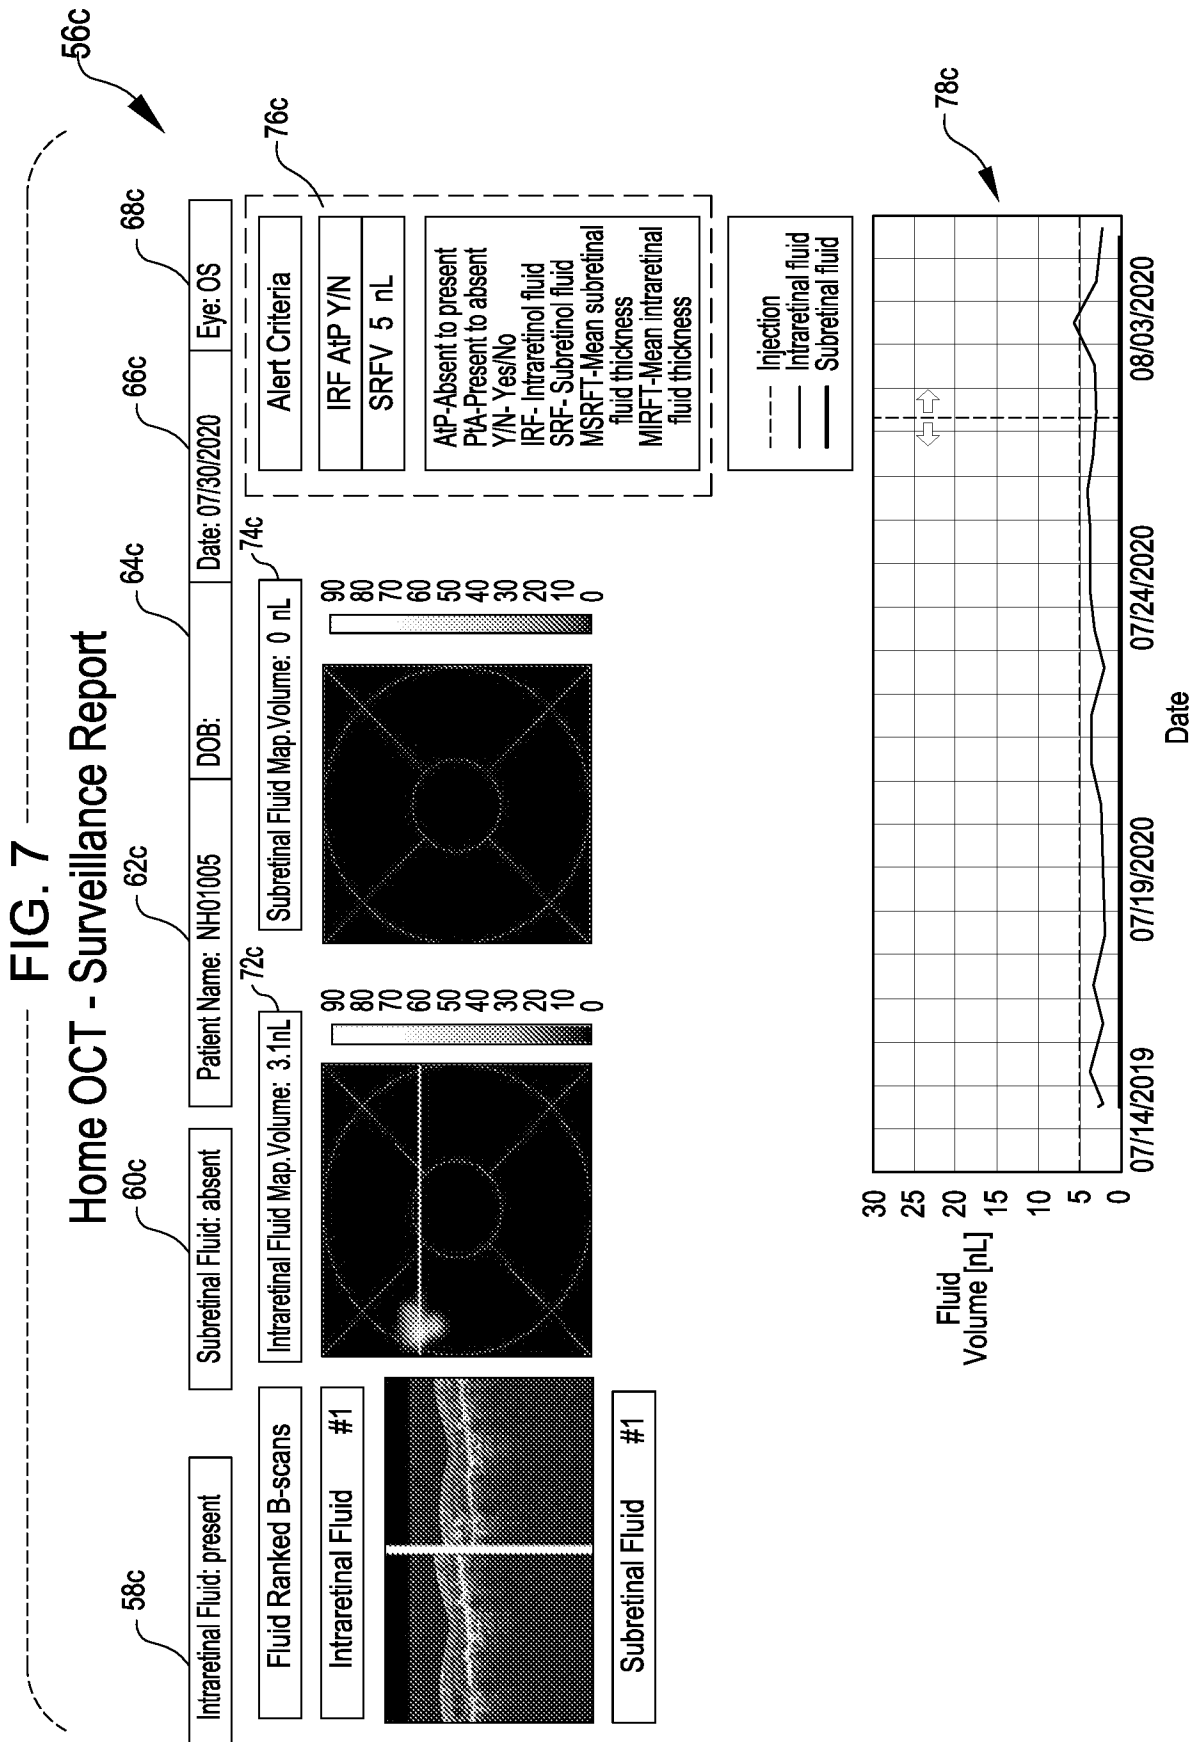 FIG. 7
Home OCT - Surveillance Report
56c
58c
60c
62c
64c
66c
68c
Intraretinal Fluid: present
Subretinal Fluid: absent
Patient Name: NH01005
DOB:
Date: 07/30/2020
Eye: OS
72c
74c
76c
Fluid Ranked B-scans
Intraretinal Fluid Map.Volume: 3.1nL
Subretinal Fluid Map.Volume: 0 nL
Alert Criteria
Intraretinal Fluid #1
IRF AtP Y/N
SRFV 5 nL
90
80
70
60
50
40
30
20
10
0
90
80
70
60
50
40
30
20
10
0
AtP-Absent to present
PtA-Present to absent
Y/N- Yes/No
IRF- Intraretinol fluid
SRF- Subretinol fluid
MSRFT-Mean subretinal
fluid thickness
MIRFT-Mean intraretinal
fluid thickness
Subretinal Fluid #1
Injection
Intraretinal fluid
Subretinal fluid
78c
Fluid
Volume [nL]
30
25
20
15
10
5
0
07/14/2019
07/19/2020
07/24/2020
08/03/2020
Date